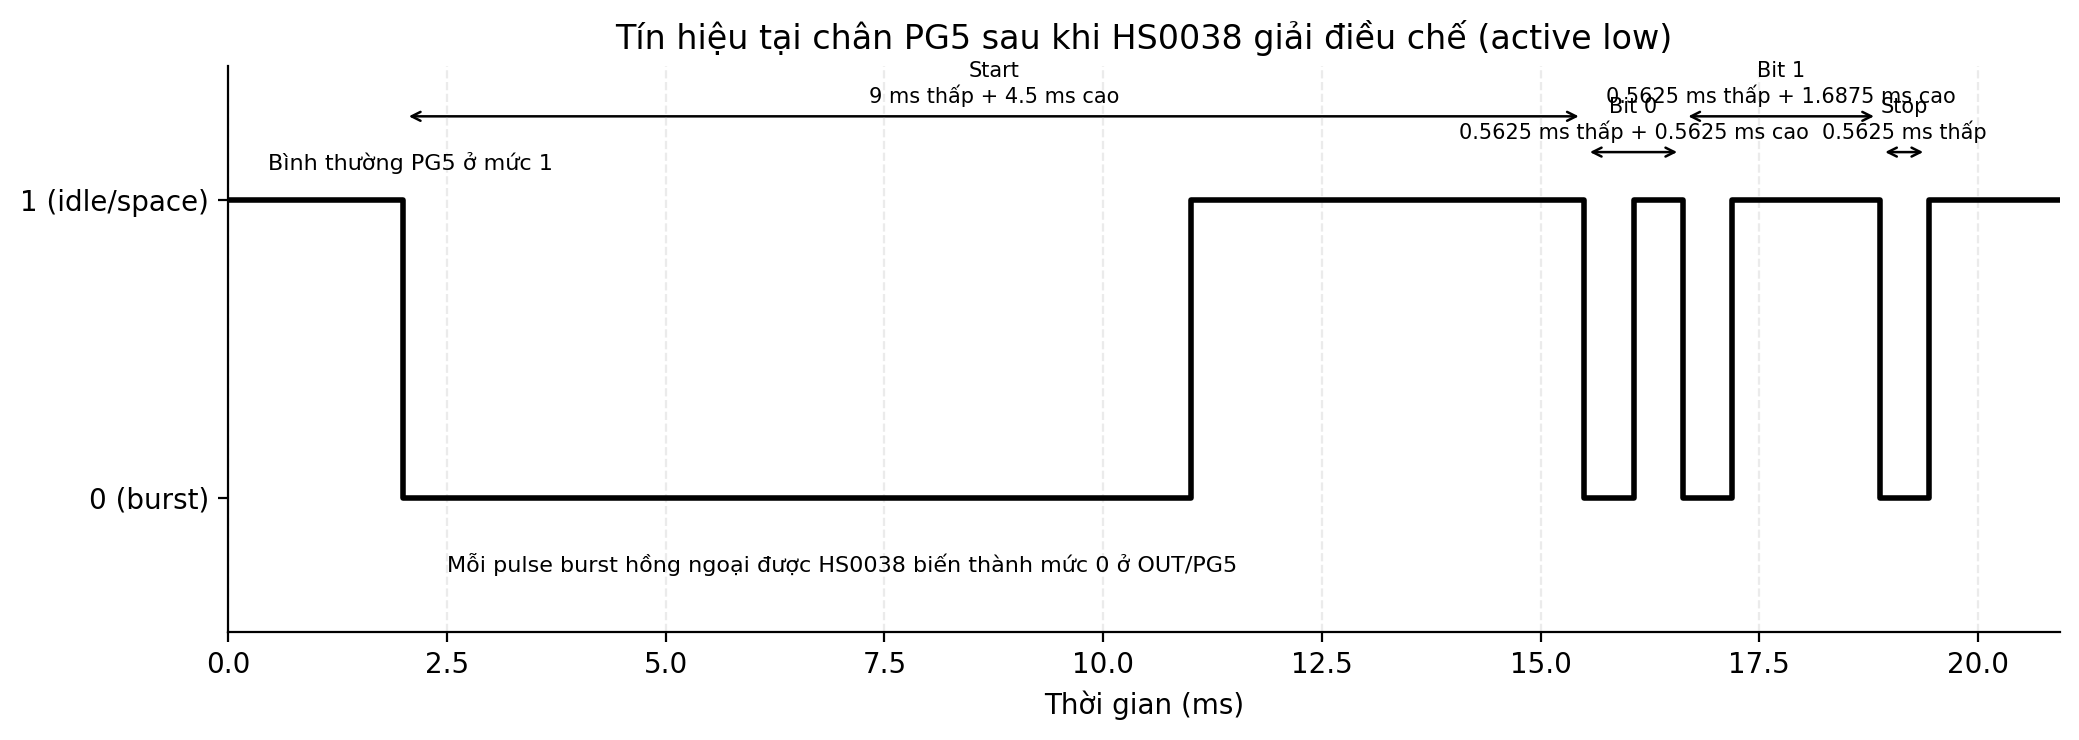 Tín hiệu tại chân PG5 sau khi HS0038 giải điều chế (active low)
Start
9 ms thấp + 4.5 ms cao
Bit 1
0.5625 ms thấp + 1.6875 ms cao
Bit 0
0.5625 ms thấp + 0.5625 ms cao
Stop
0.5625 ms thấp
Bình thường PG5 ở mức 1
1 (idle/space)
0 (burst)
Mỗi pulse burst hồng ngoại được HS0038 biến thành mức 0 ở OUT/PG5
0.0 2.5 5.0 7.5 10.0 12.5 15.0 17.5 20.0
Thời gian (ms)